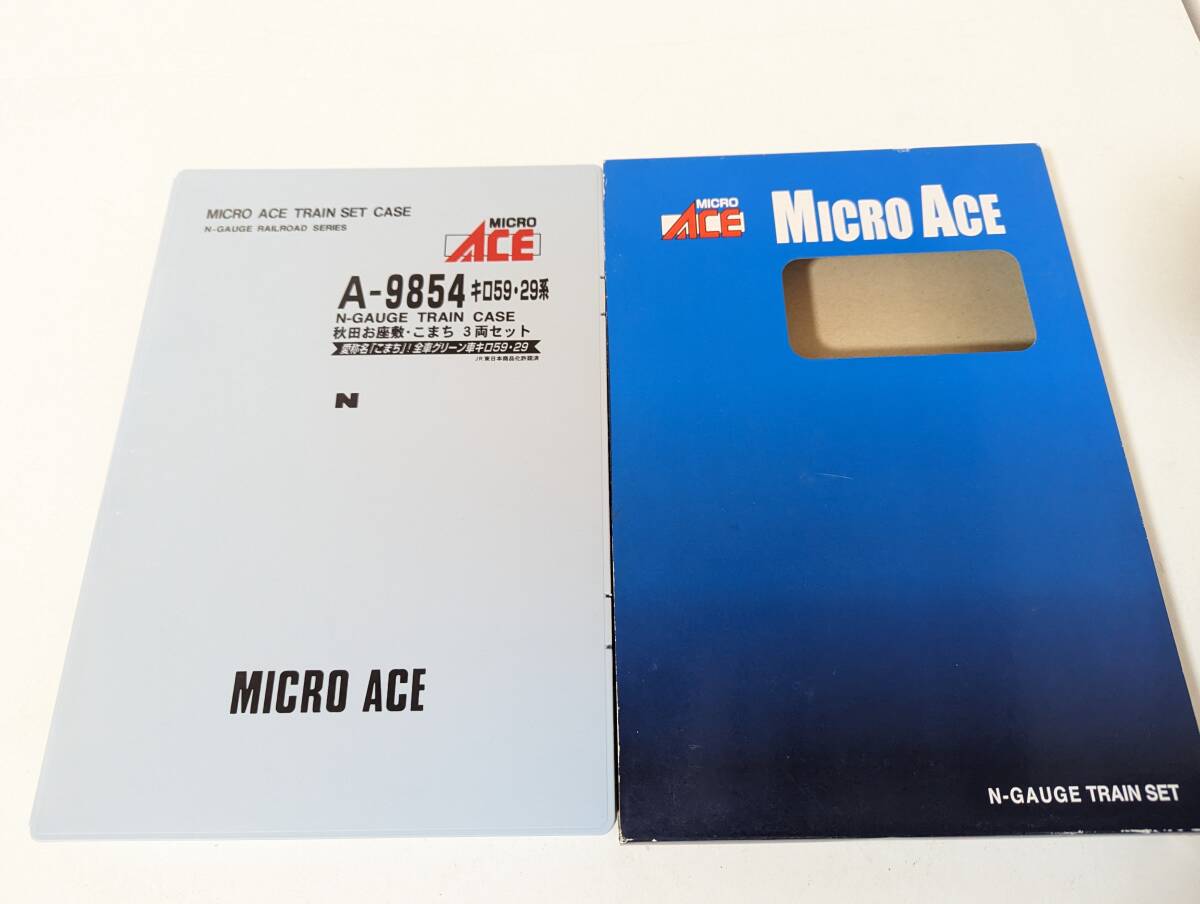 MICRO ACE TRAIN SET CASE
N-GAUGE RAILROAD SERIES
MICRO
ACE
A-9854 キロ59・29系
N-GAUGE TRAIN CASE
秋田お座敷・こまち 3両セット
愛称名「こまち」！全車グリーン車キロ59・29
JR東日本商品化許諾済
N
MICRO ACE
MICRO
ACE
MICRO ACE
N-GAUGE TRAIN SET